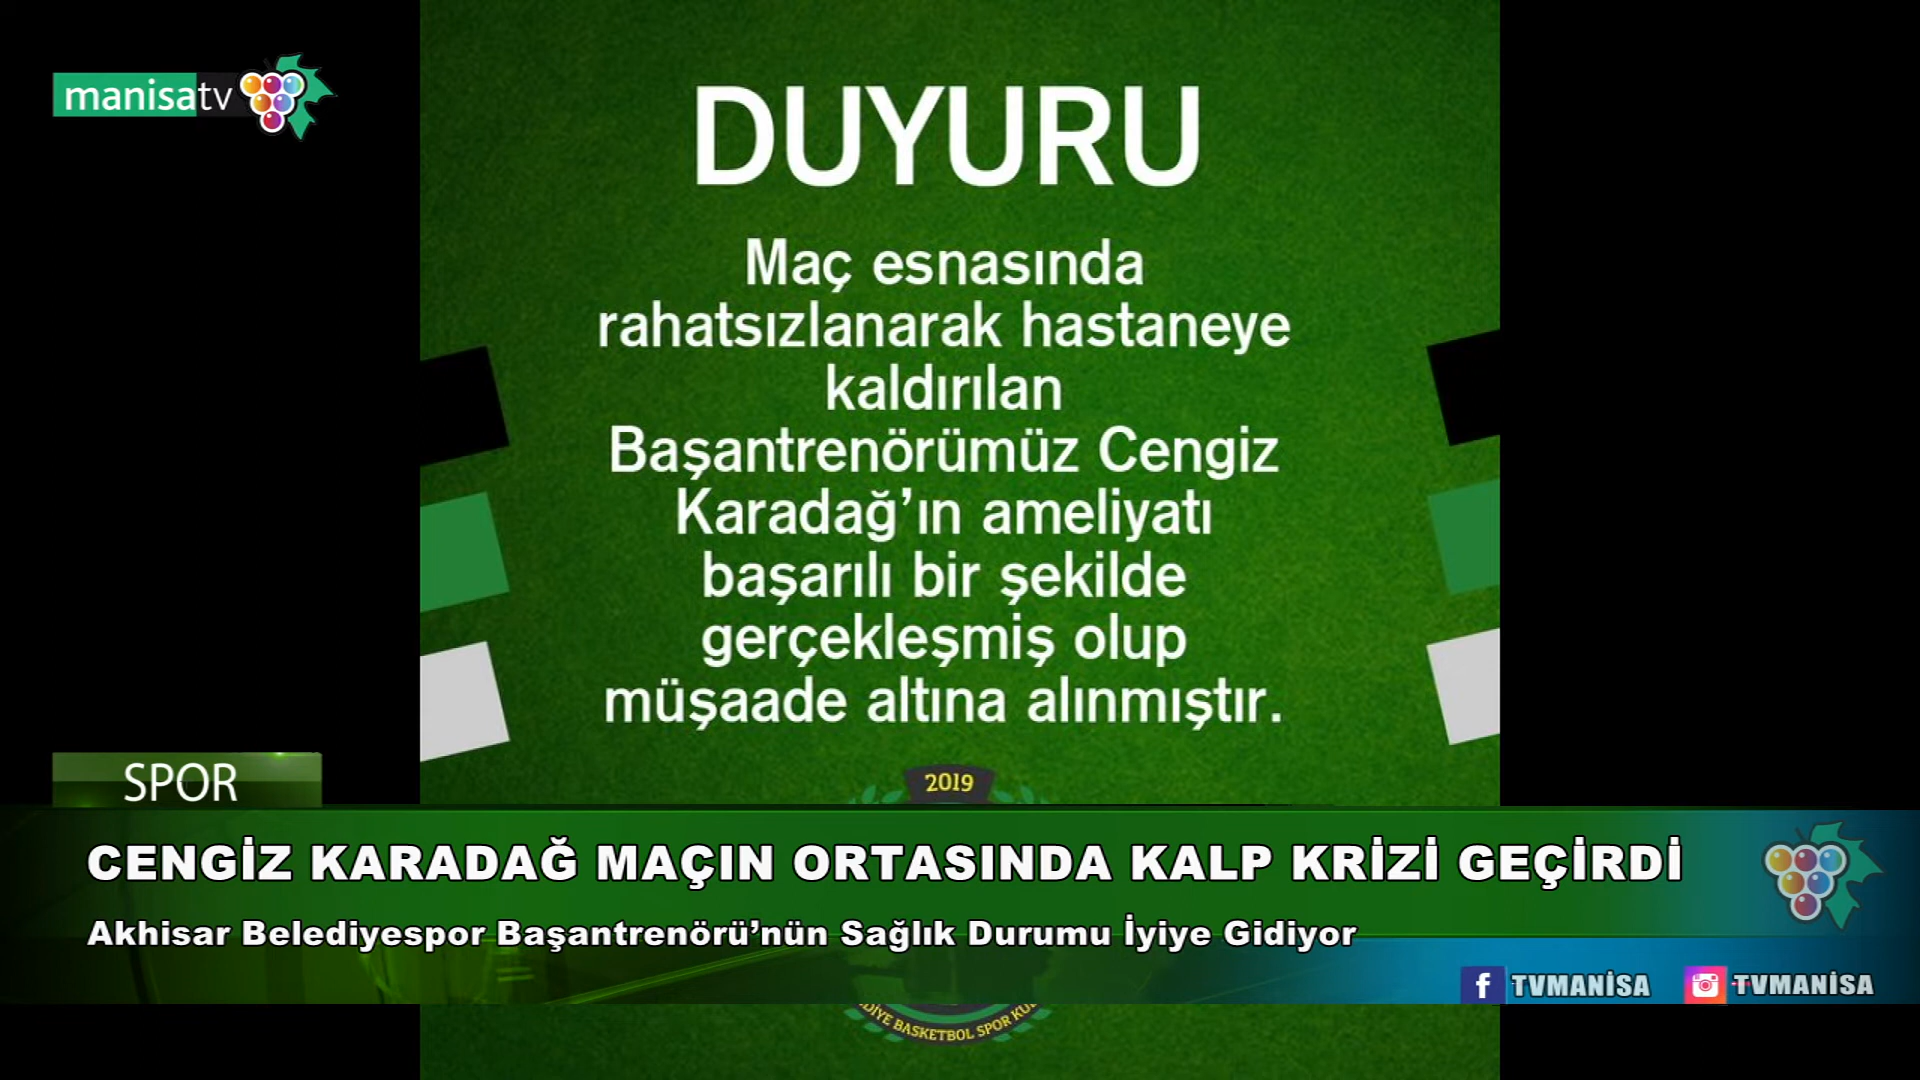 manisatv
DUYURU
Maç esnasında
rahatsızlanarak hastaneye
kaldırılan
Başantrenörümüz Cengiz
Karadağ’ın ameliyatı
başarılı bir şekilde
gerçekleşmiş olup
müşaade altına alınmıştır.
2019
SPOR
CENGİZ KARADAĞ MAÇIN ORTASINDA KALP KRİZİ GEÇİRDİ
Akhisar Belediyespor Başantrenörü’nün Sağlık Durumu İyiye Gidiyor
f TVMANİSA
TVMANİSA
BASKETBOL SPOR